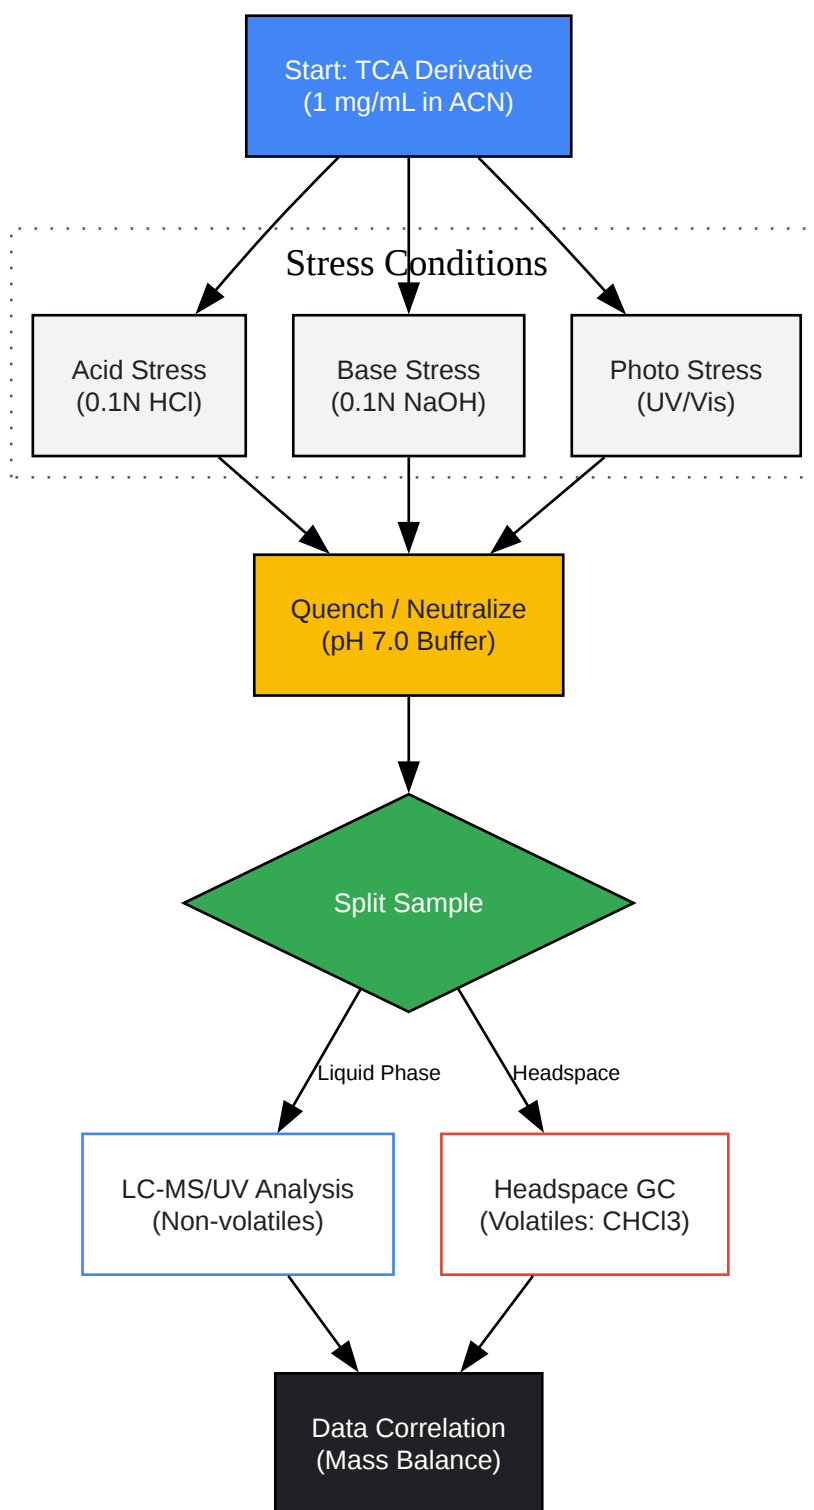 Start: TCA Derivative
(1 mg/mL in ACN)
Stress Conditions
Acid Stress
(0.1N HCl)
Base Stress
(0.1N NaOH)
Photo Stress
(UV/Vis)
Quench / Neutralize
(pH 7.0 Buffer)
Split Sample
Liquid Phase
Headspace
LC-MS/UV Analysis
(Non-volatiles)
Headspace GC
(Volatiles: CHCl3)
Data Correlation
(Mass Balance)